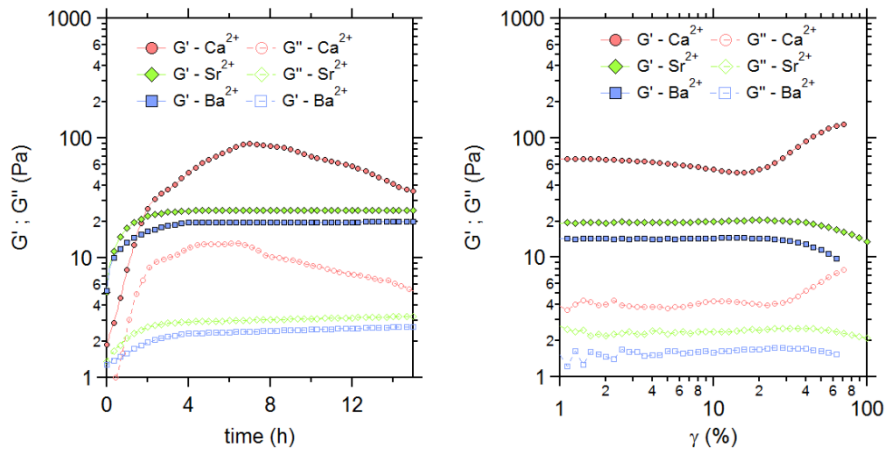 1000
6
4
2
100
6
4
2
10
6
4
2
1
G' ; G" (Pa)
G' - Ca2+ G" - Ca2+
G' - Sr2+ G" - Sr2+
G' - Ba2+ G' - Ba2+
0 4 8 12
time (h)
1000
6
4
2
100
6
4
2
10
6
4
2
1
G' ; G" (Pa)
G' - Ca2+ G" - Ca2+
G' - Sr2+ G" - Sr2+
G' - Ba2+ G" - Ba2+
1 2 4 6 8 10 2 4 6 8 100
γ (%)